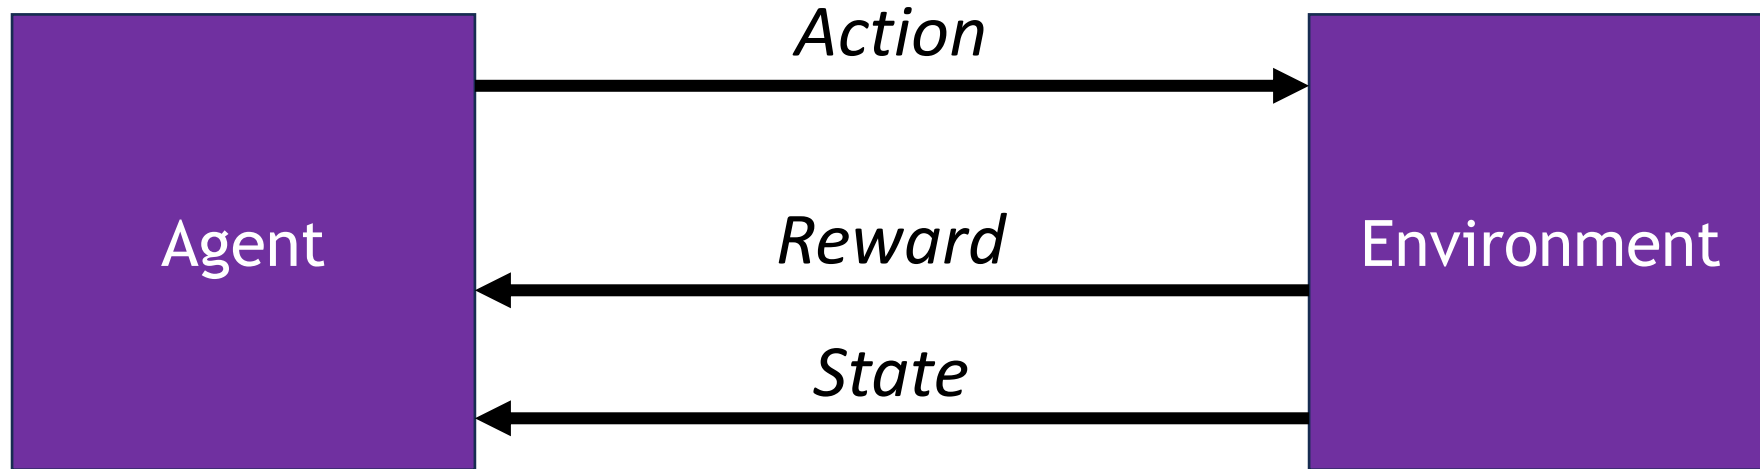 Action
Agent
Reward
Environment
State